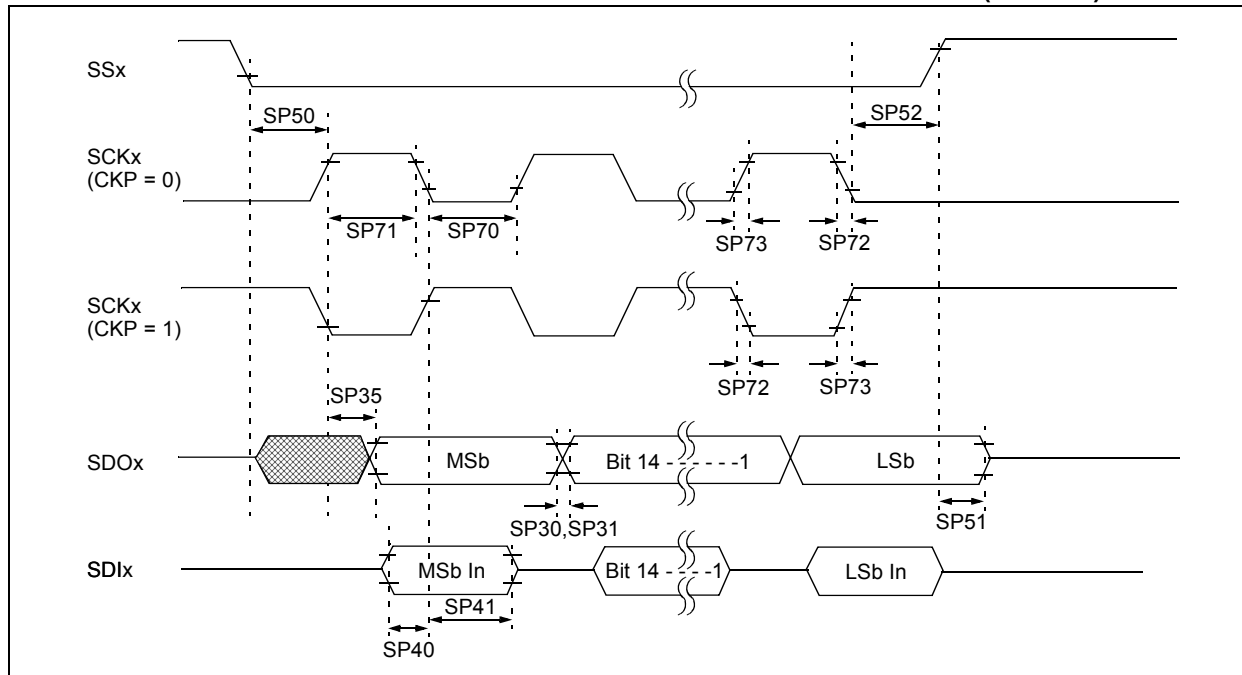 SSx
SP50
SP52
SCKx
(CKP = 0)
SP71
SP70
SP73
SP72
SCKx
(CKP = 1)
SP72
SP73
SP35
SDOx
MSb
Bit 14 - - - - - -1
LSb
SP30,SP31
SP51
SDIx
MSb In
Bit 14 - - - - -1
LSb In
SP41
SP40